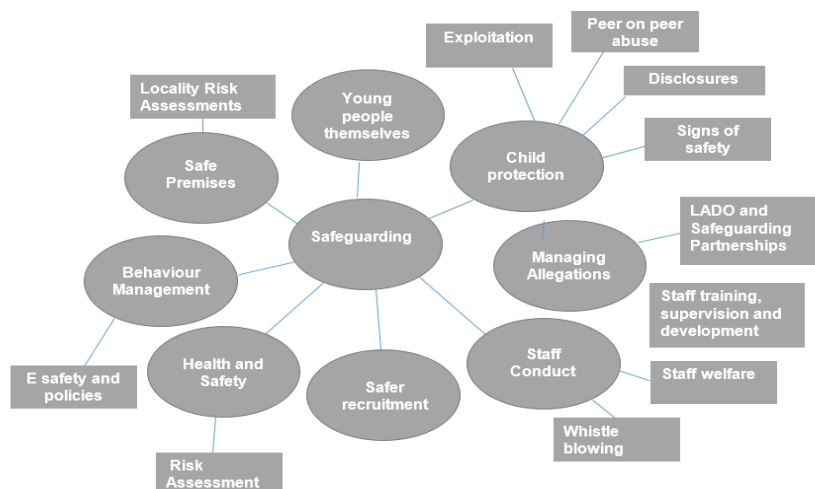 Peer on peer
abuse
Exploitation
Disclosures
Locality Risk
Assessments
Young
people
themselves
Signs of
safety
Child
protection
Safe
Premises
LADO and
Safeguarding
Partnerships
Safeguarding
Managing
Allegations
Behaviour
Management
Staff training,
supervision and
development
Staff
Conduct
Health and
Safety
Staff welfare
E safety and
policies
Safer
recruitment
Whistle
blowing
Risk
Assessment